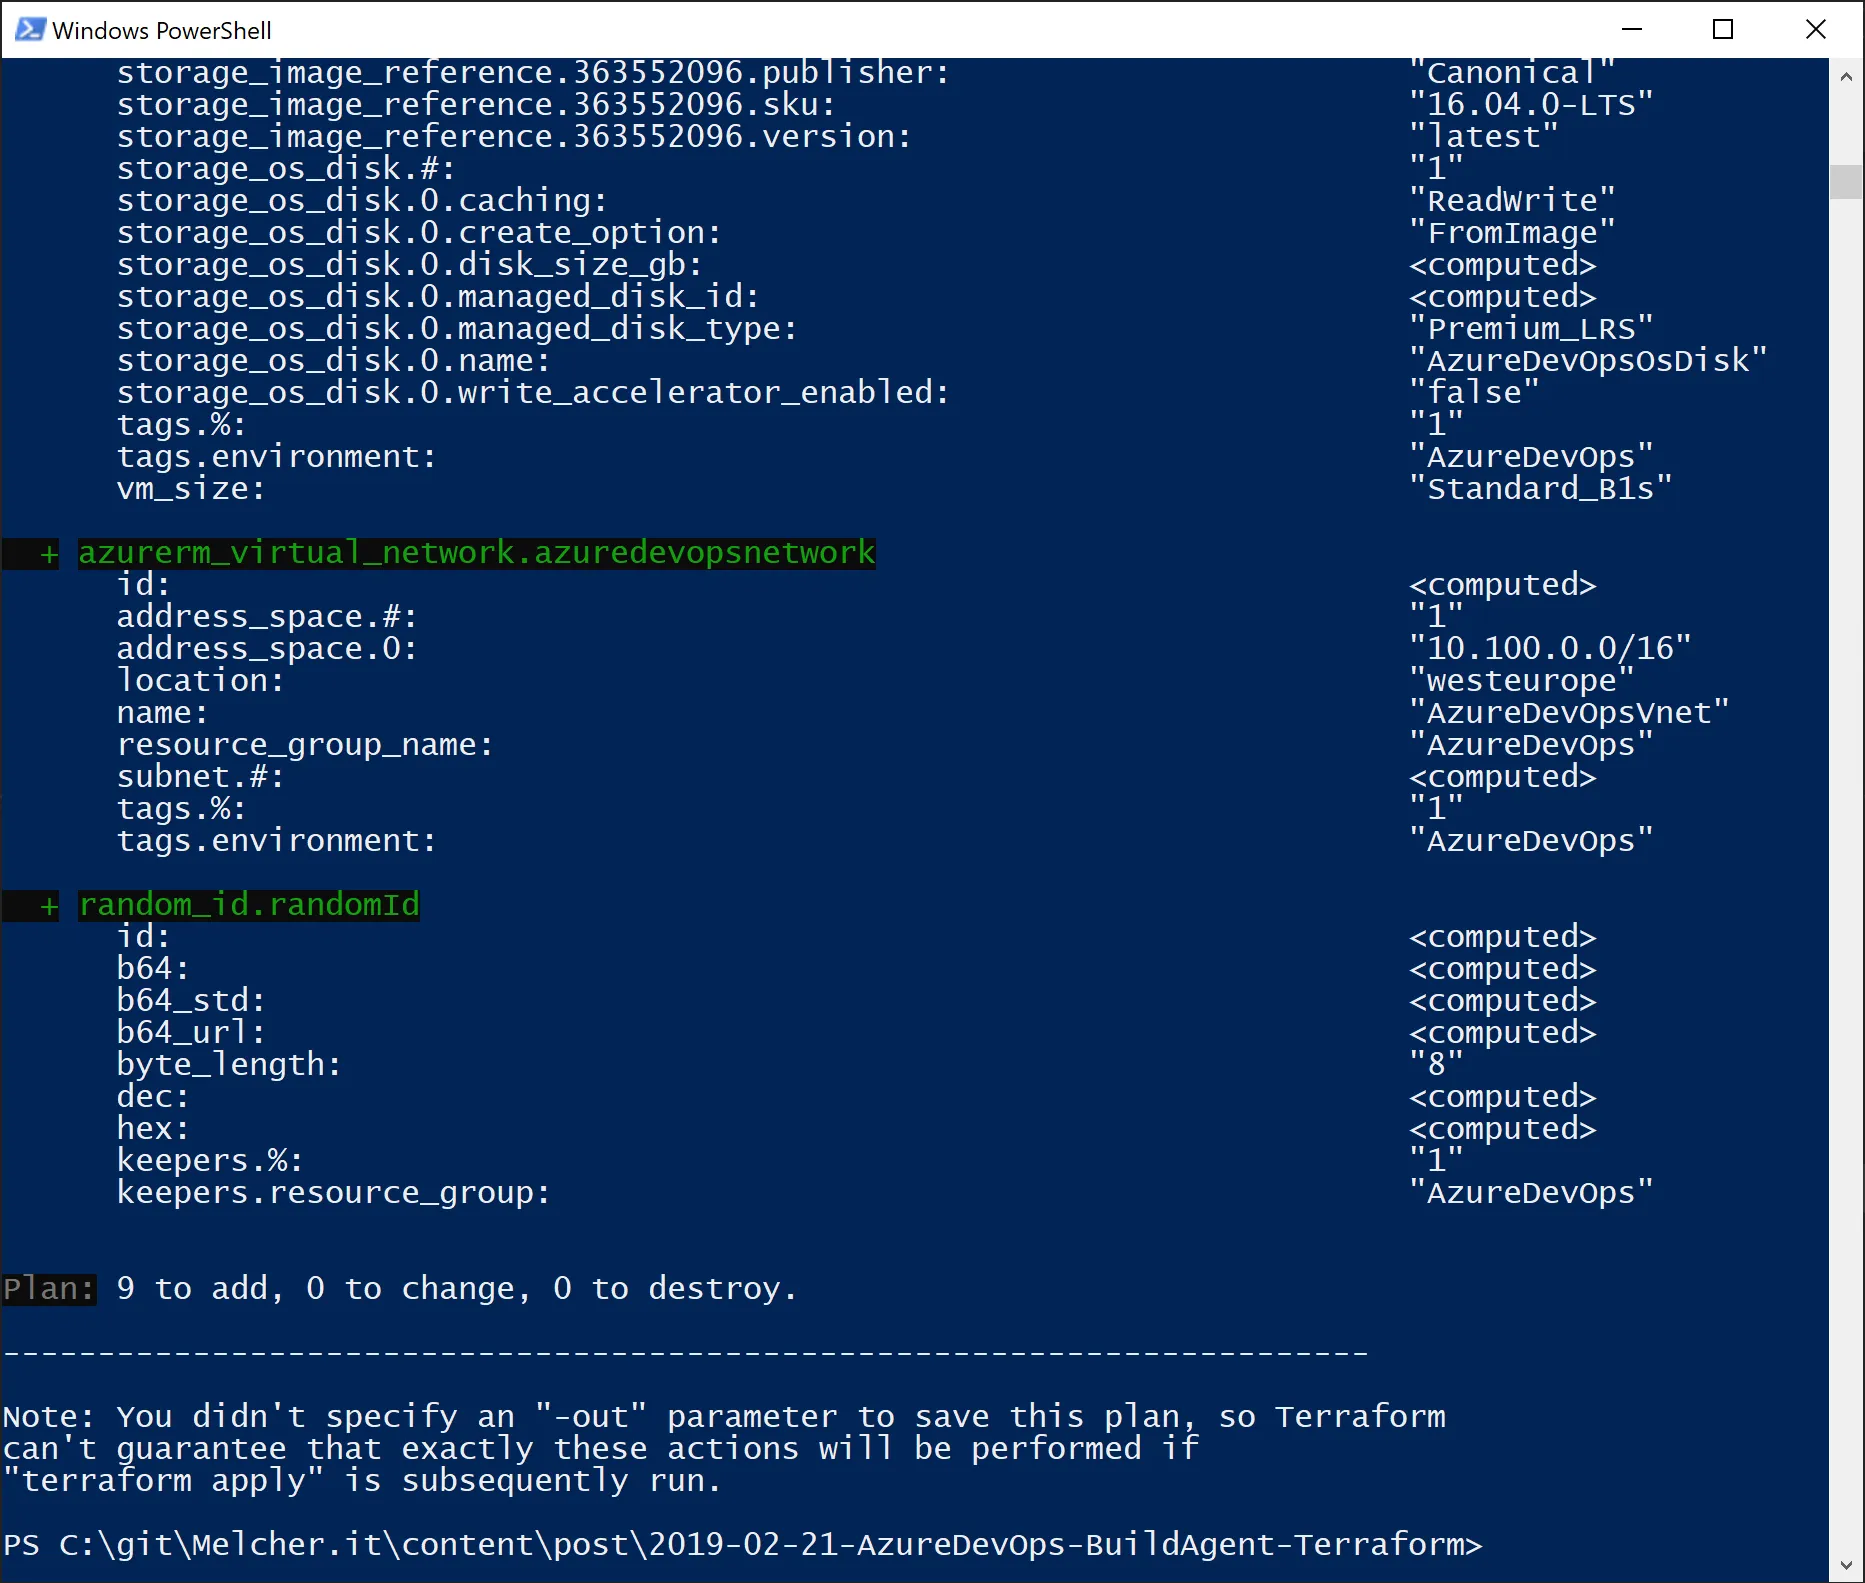 Windows PowerShell
storage_image_reference.363552096.publisher: "Canonical"
storage_image_reference.363552096.sku: "16.04.0-LTS"
storage_image_reference.363552096.version: "latest"
storage_os_disk.#: "1"
storage_os_disk.0.caching: "ReadWrite"
storage_os_disk.0.create_option: "FromImage"
storage_os_disk.0.disk_size_gb: <computed>
storage_os_disk.0.managed_disk_id: <computed>
storage_os_disk.0.managed_disk_type: "Premium_LRS"
storage_os_disk.0.name: "AzureDevOpsOsDisk"
storage_os_disk.0.write_accelerator_enabled: "false"
tags.%: "1"
tags.environment: "AzureDevOps"
vm_size: "Standard_B1s"
+ azurerm_virtual_network.azuredevopsnetwork
id: <computed>
address_space.#: "1"
address_space.0: "10.100.0.0/16"
location: "westeurope"
name: "AzureDevOpsVnet"
resource_group_name: "AzureDevOps"
subnet.#: <computed>
tags.%: "1"
tags.environment: "AzureDevOps"
+ random_id.randomId
id: <computed>
b64: <computed>
b64_std: <computed>
b64_url: <computed>
byte_length: "8"
dec: <computed>
hex: <computed>
keepers.%: "1"
keepers.resource_group: "AzureDevOps"
Plan: 9 to add, 0 to change, 0 to destroy.
------------------------------------------------------------------------
Note: You didn't specify an "-out" parameter to save this plan, so Terraform
can't guarantee that exactly these actions will be performed if
"terraform apply" is subsequently run.
PS C:\git\Melcher.it\content\post\2019-02-21-AzureDevOps-BuildAgent-Terraform>